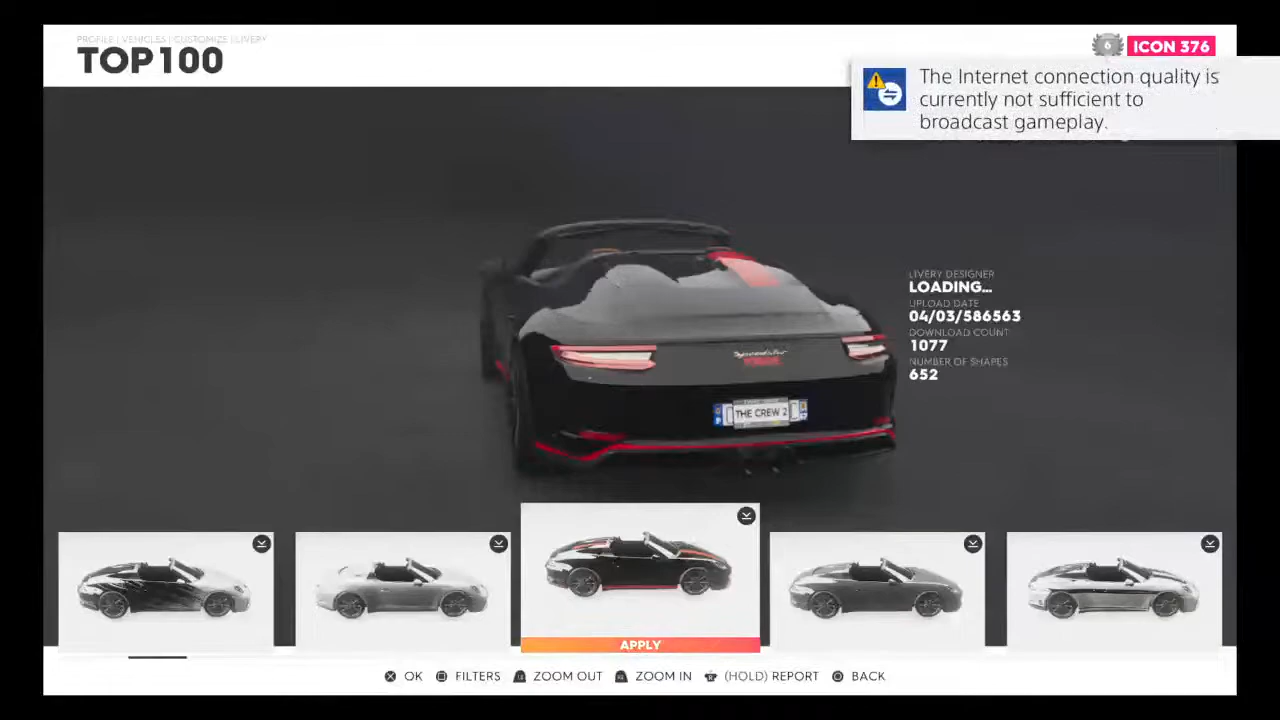 PROFILE | VEHICLES | CUSTOMIZE | LIVERY
TOP100
6
ICON 376
The Internet connection quality is
currently not sufficient to
broadcast gameplay.
LIVERY DESIGNER
LOADING...
UPLOAD DATE
04/03/586563
DOWNLOAD COUNT
1077
NUMBER OF SHAPES
652
THE CREW 2
APPLY
OK
FILTERS
ZOOM OUT
ZOOM IN
(HOLD) REPORT
BACK